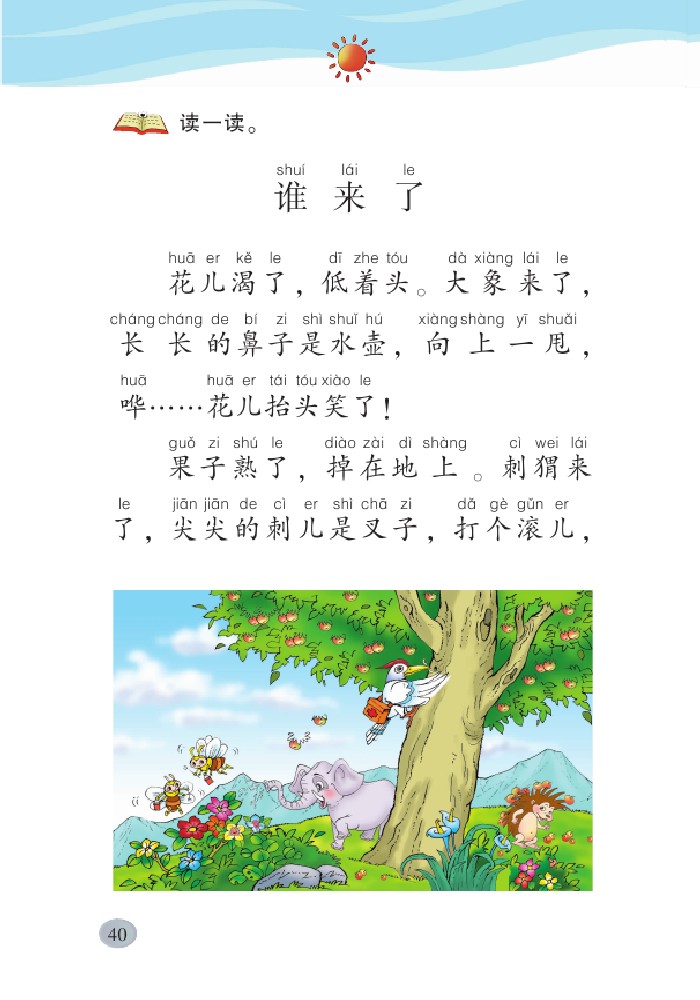 读一读。
shuí lái le
谁来了
huā er kě le dī zhe tóu dà xiàng lái le
花儿渴了，低着头。大象来了，
cháng cháng de bí zi shì shuǐ hú xiàng shàng yī shuǎi
长长的鼻子是水壶，向上一甩，
huā huā er tái tóu xiào le
哗……花儿抬头笑了！
guǒ zi shú le diào zài dì shàng cì wei lái
果子熟了，掉在地上。刺猬来
le jiān jiān de cì er shì chā zi dǎ gè gǔn er
了，尖尖的刺儿是叉子，打个滚儿，
40